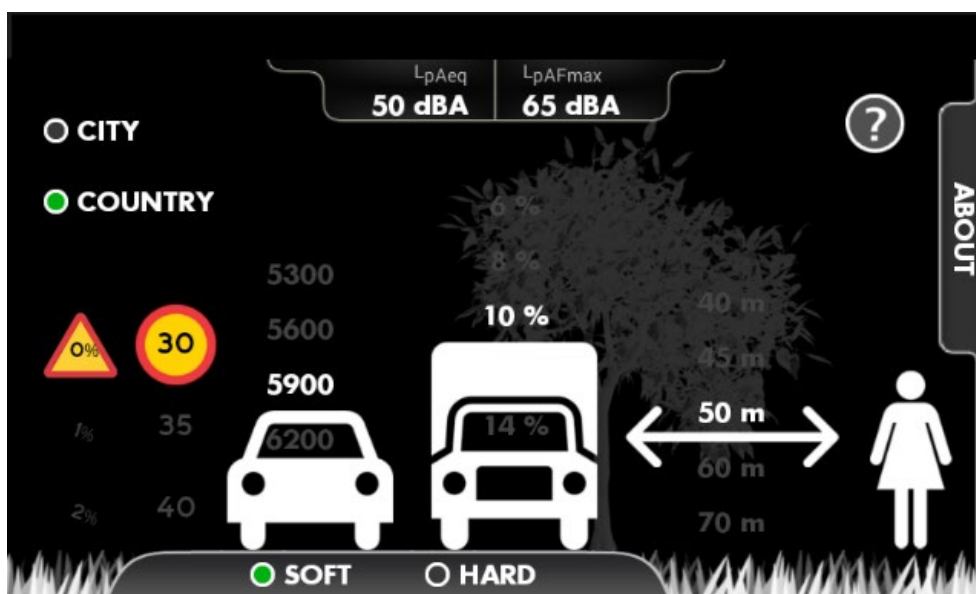 LpAeq LpAFmax
50 dBA 65 dBA
CITY
?
COUNTRY
ABOUT
6 %
8 %
5300
10 %
40 m
0%
30
5600
45 m
5900
50 m
1%
35
6200
14 %
60 m
2%
40
70 m
SOFT HARD